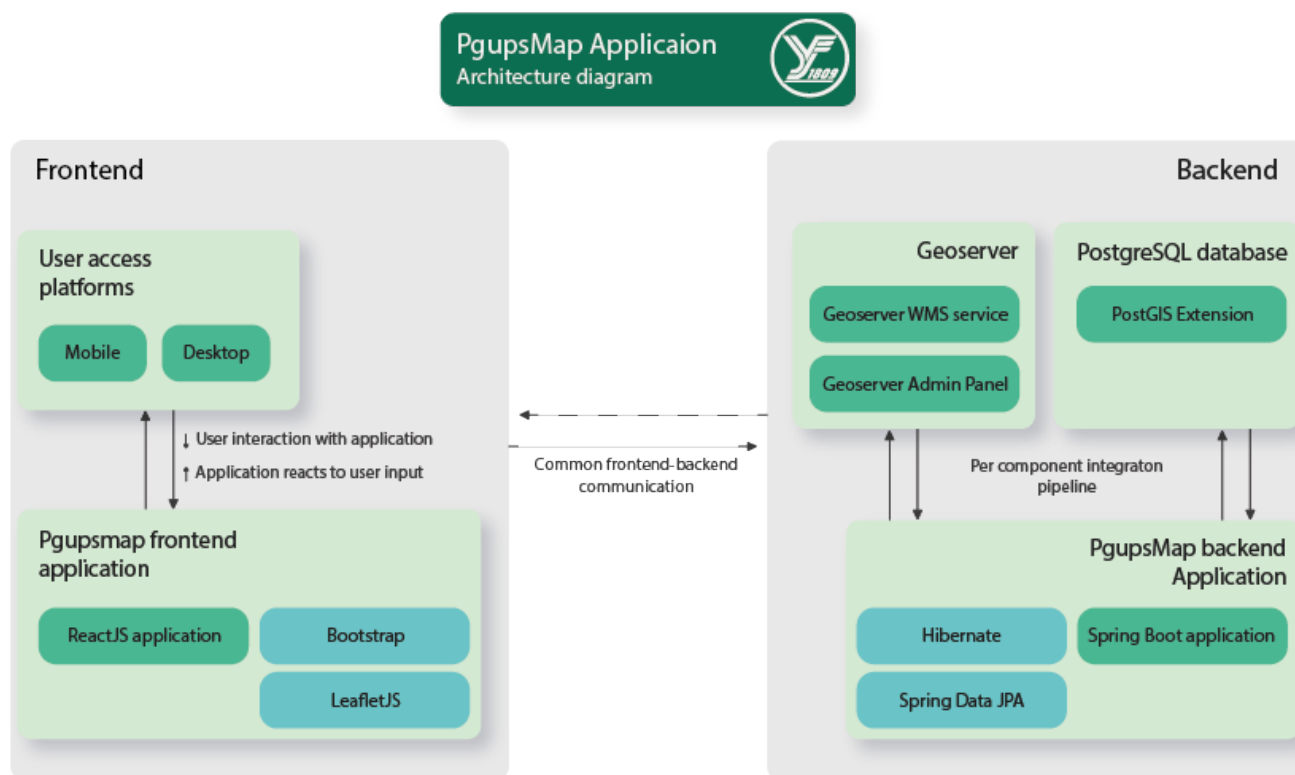 PgupsMap Applicaion
Architecture diagram
1809
Frontend
User access
platforms
Mobile
Desktop
↓ User interaction with application
↑ Application reacts to user input
Pgupsmap frontend
application
ReactJS application
Bootstrap
LeafletJS
Common frontend-backend
communication
Backend
Geoserver
Geoserver WMS service
Geoserver Admin Panel
PostgreSQL database
PostGIS Extension
Per component integraton
pipeline
PgupsMap backend
Application
Hibernate
Spring Boot application
Spring Data JPA